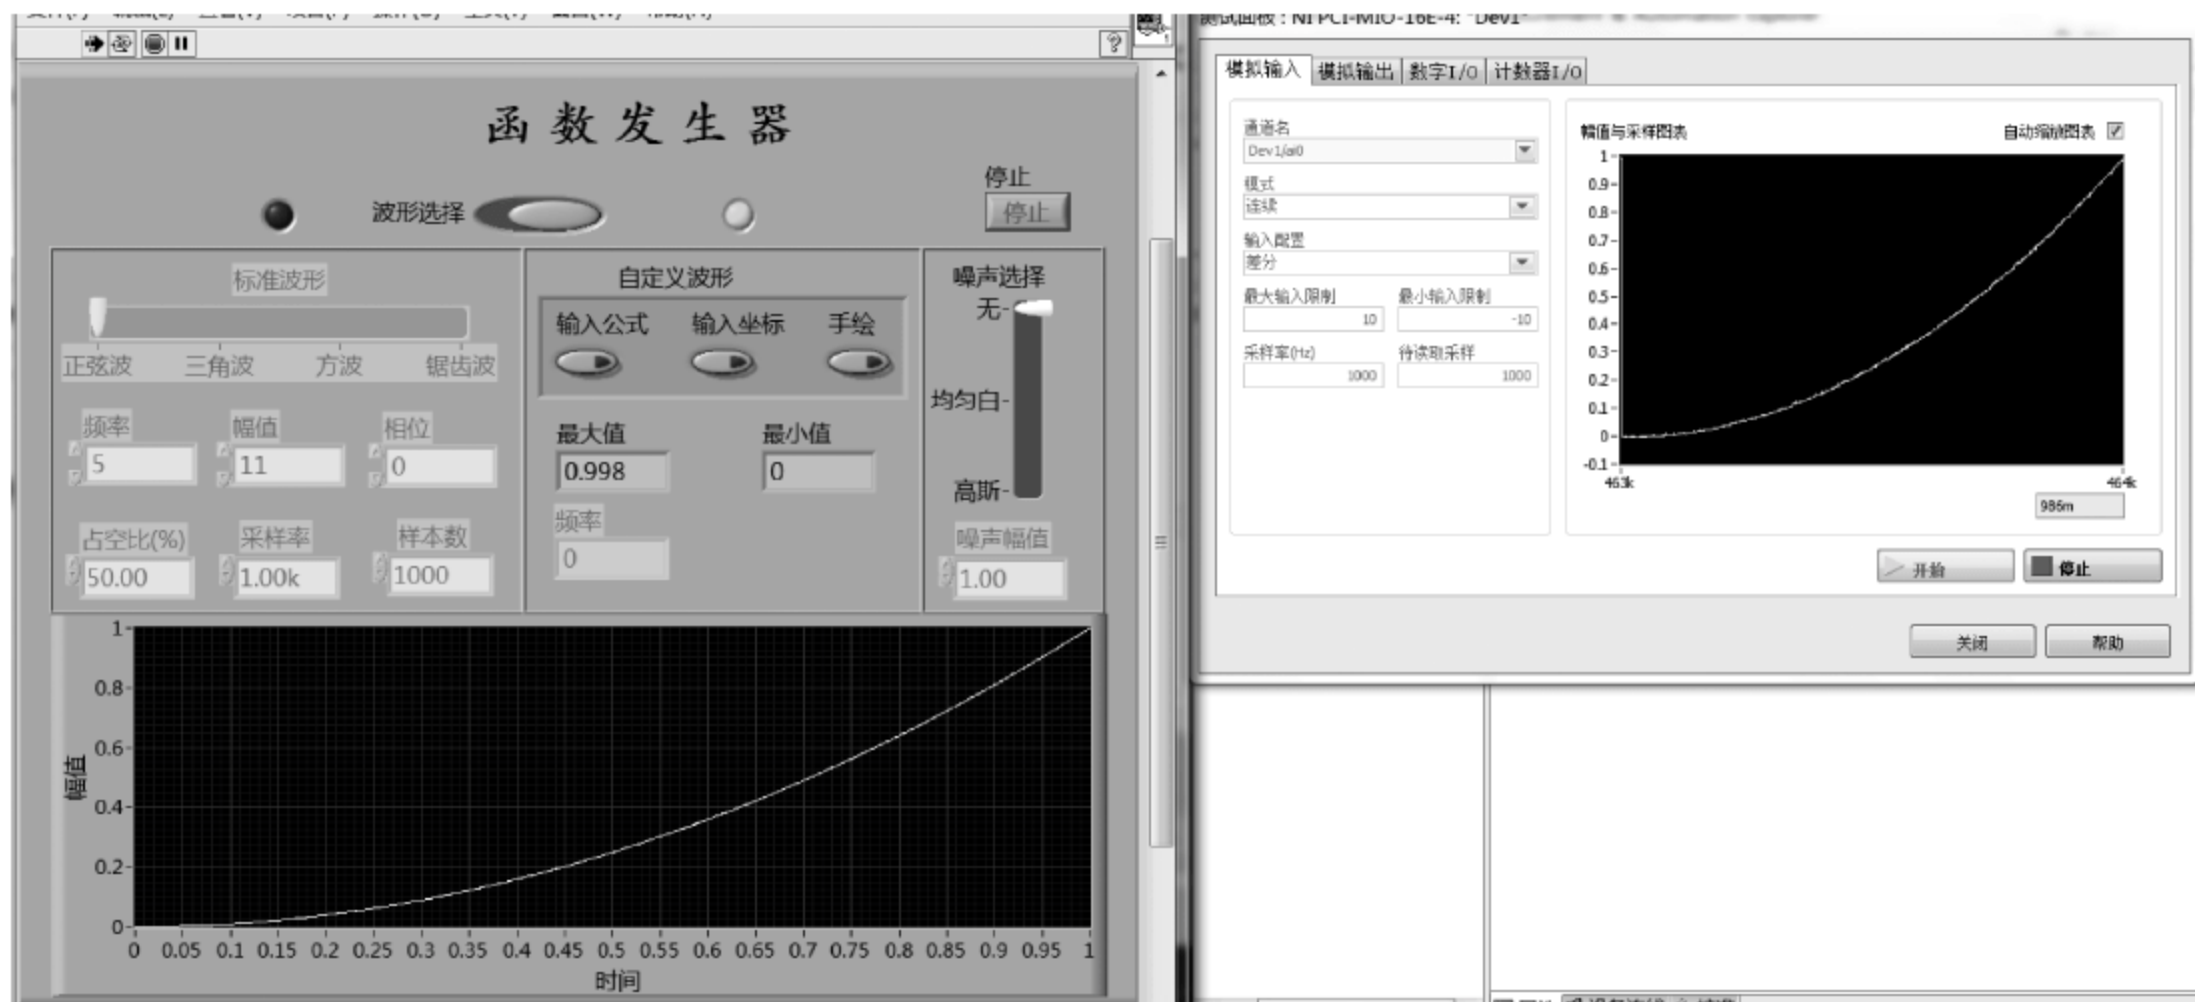 测试面板 : NI PCI-MIO-16E-4: "Dev1"
函数发生器
波形选择
停止
停止
标准波形
正弦波 三角波 方波 锯齿波
频率 幅值 相位
5 11 0
占空比(%) 采样率 样本数
50.00 1.00k 1000
自定义波形
输入公式 输入坐标 手绘
最大值 最小值
0.998 0
频率
0
噪声选择
无
均匀白
高斯
噪声幅值
1.00
幅值
1
0.8
0.6
0.4
0.2
0
0 0.05 0.1 0.15 0.2 0.25 0.3 0.35 0.4 0.45 0.5 0.55 0.6 0.65 0.7 0.75 0.8 0.85 0.9 0.95 1
时间
模拟输入 模拟输出 数字I/O 计数器I/O
通道名
Dev1/ai0
模式
连续
输入配置
差分
最大输入限制 最小输入限制
10 -10
采样率(Hz) 待读取采样
1000 1000
幅值与采样图表 自动缩放图表
1
0.9
0.8
0.7
0.6
0.5
0.4
0.3
0.2
0.1
0
-0.1
463k 464k
986m
开始 停止
关闭 帮助